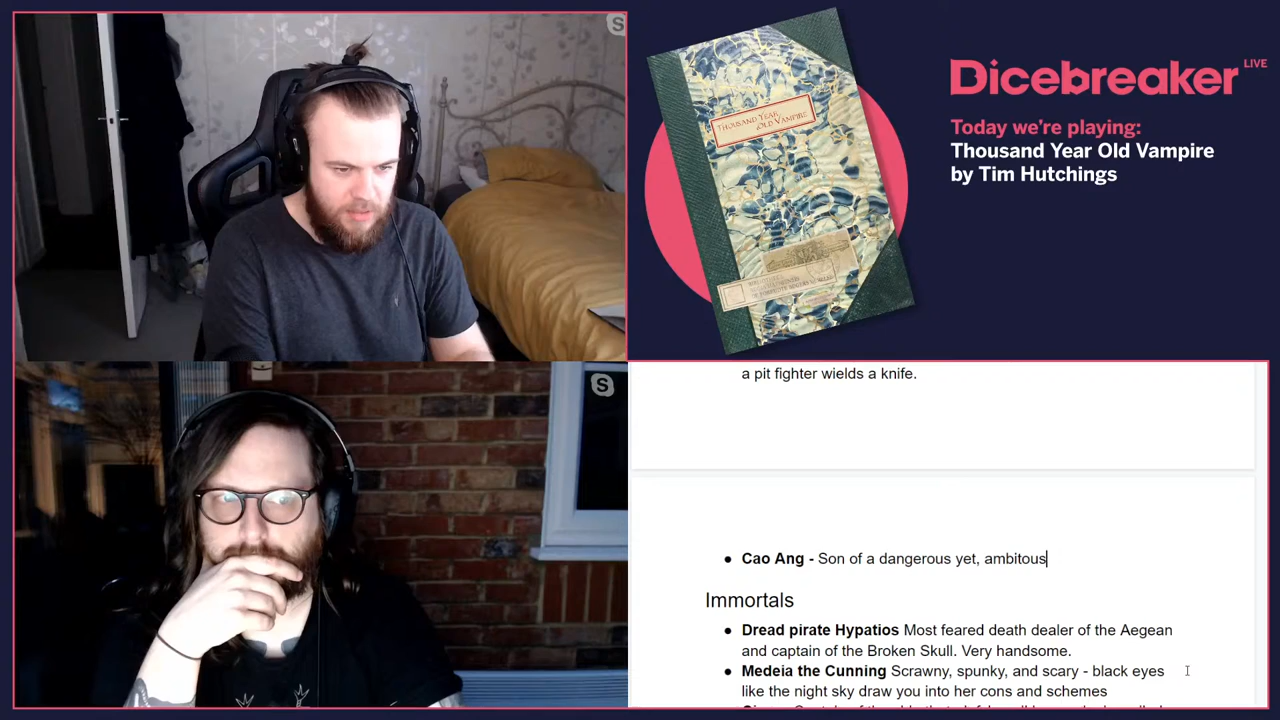 Dicebreaker LIVE
Today we're playing:
Thousand Year Old Vampire
by Tim Hutchings
THOUSAND YEAR
OLD VAMPIRE
a pit fighter wields a knife.
● Cao Ang - Son of a dangerous yet, ambitous
Immortals
● Dread pirate Hypatios Most feared death dealer of the Aegean
and captain of the Broken Skull. Very handsome.
● Medeia the Cunning Scrawny, spunky, and scary - black eyes
like the night sky draw you into her cons and schemes